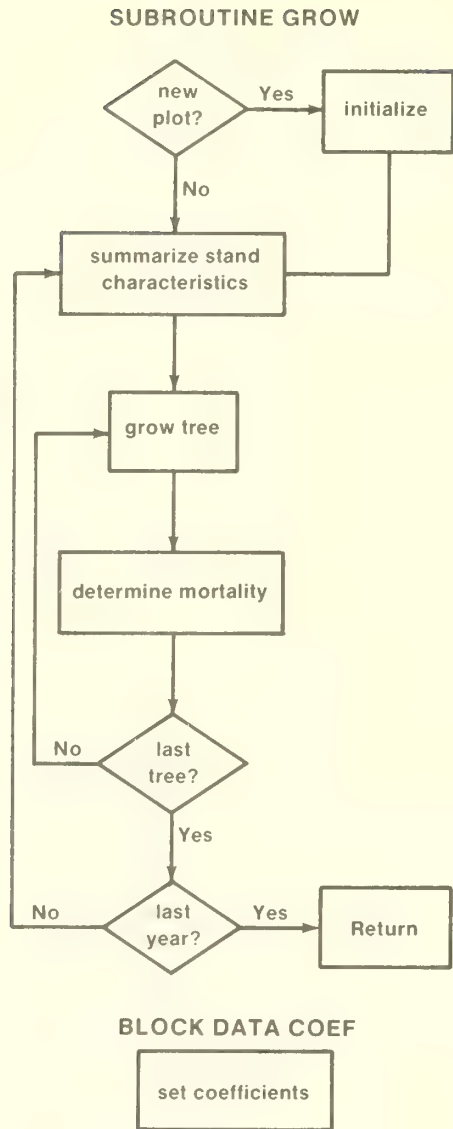 SUBROUTINE GROW
new
plot?
Yes
initialize
No
summarize stand
characteristics
grow tree
determine mortality
No
last
tree?
Yes
No
last
year?
Yes
Return
BLOCK DATA COEF
set coefficients